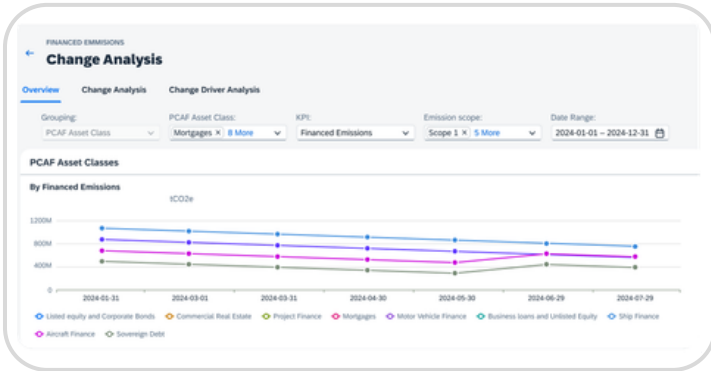 FINANCED EMMISIONS
Change Analysis
Overview Change Analysis Change Driver Analysis
Grouping: PCAF Asset Class: KPI: Emission scope: Date Range:
PCAF Asset Class Mortgages × 8 More Financed Emissions Scope 1 × 5 More 2024-01-01 – 2024-12-31
PCAF Asset Classes
By Financed Emissions
tCO2e
1200M
800M
400M
0
2024-01-31 2024-03-01 2024-03-31 2024-04-30 2024-05-30 2024-06-29 2024-07-29
Listed equity and Corporate Bonds Commercial Real Estate Project Finance Mortgages Motor Vehicle Finance Business loans and Unlisted Equity Ship Finance
Aircraft Finance Sovereign Debt